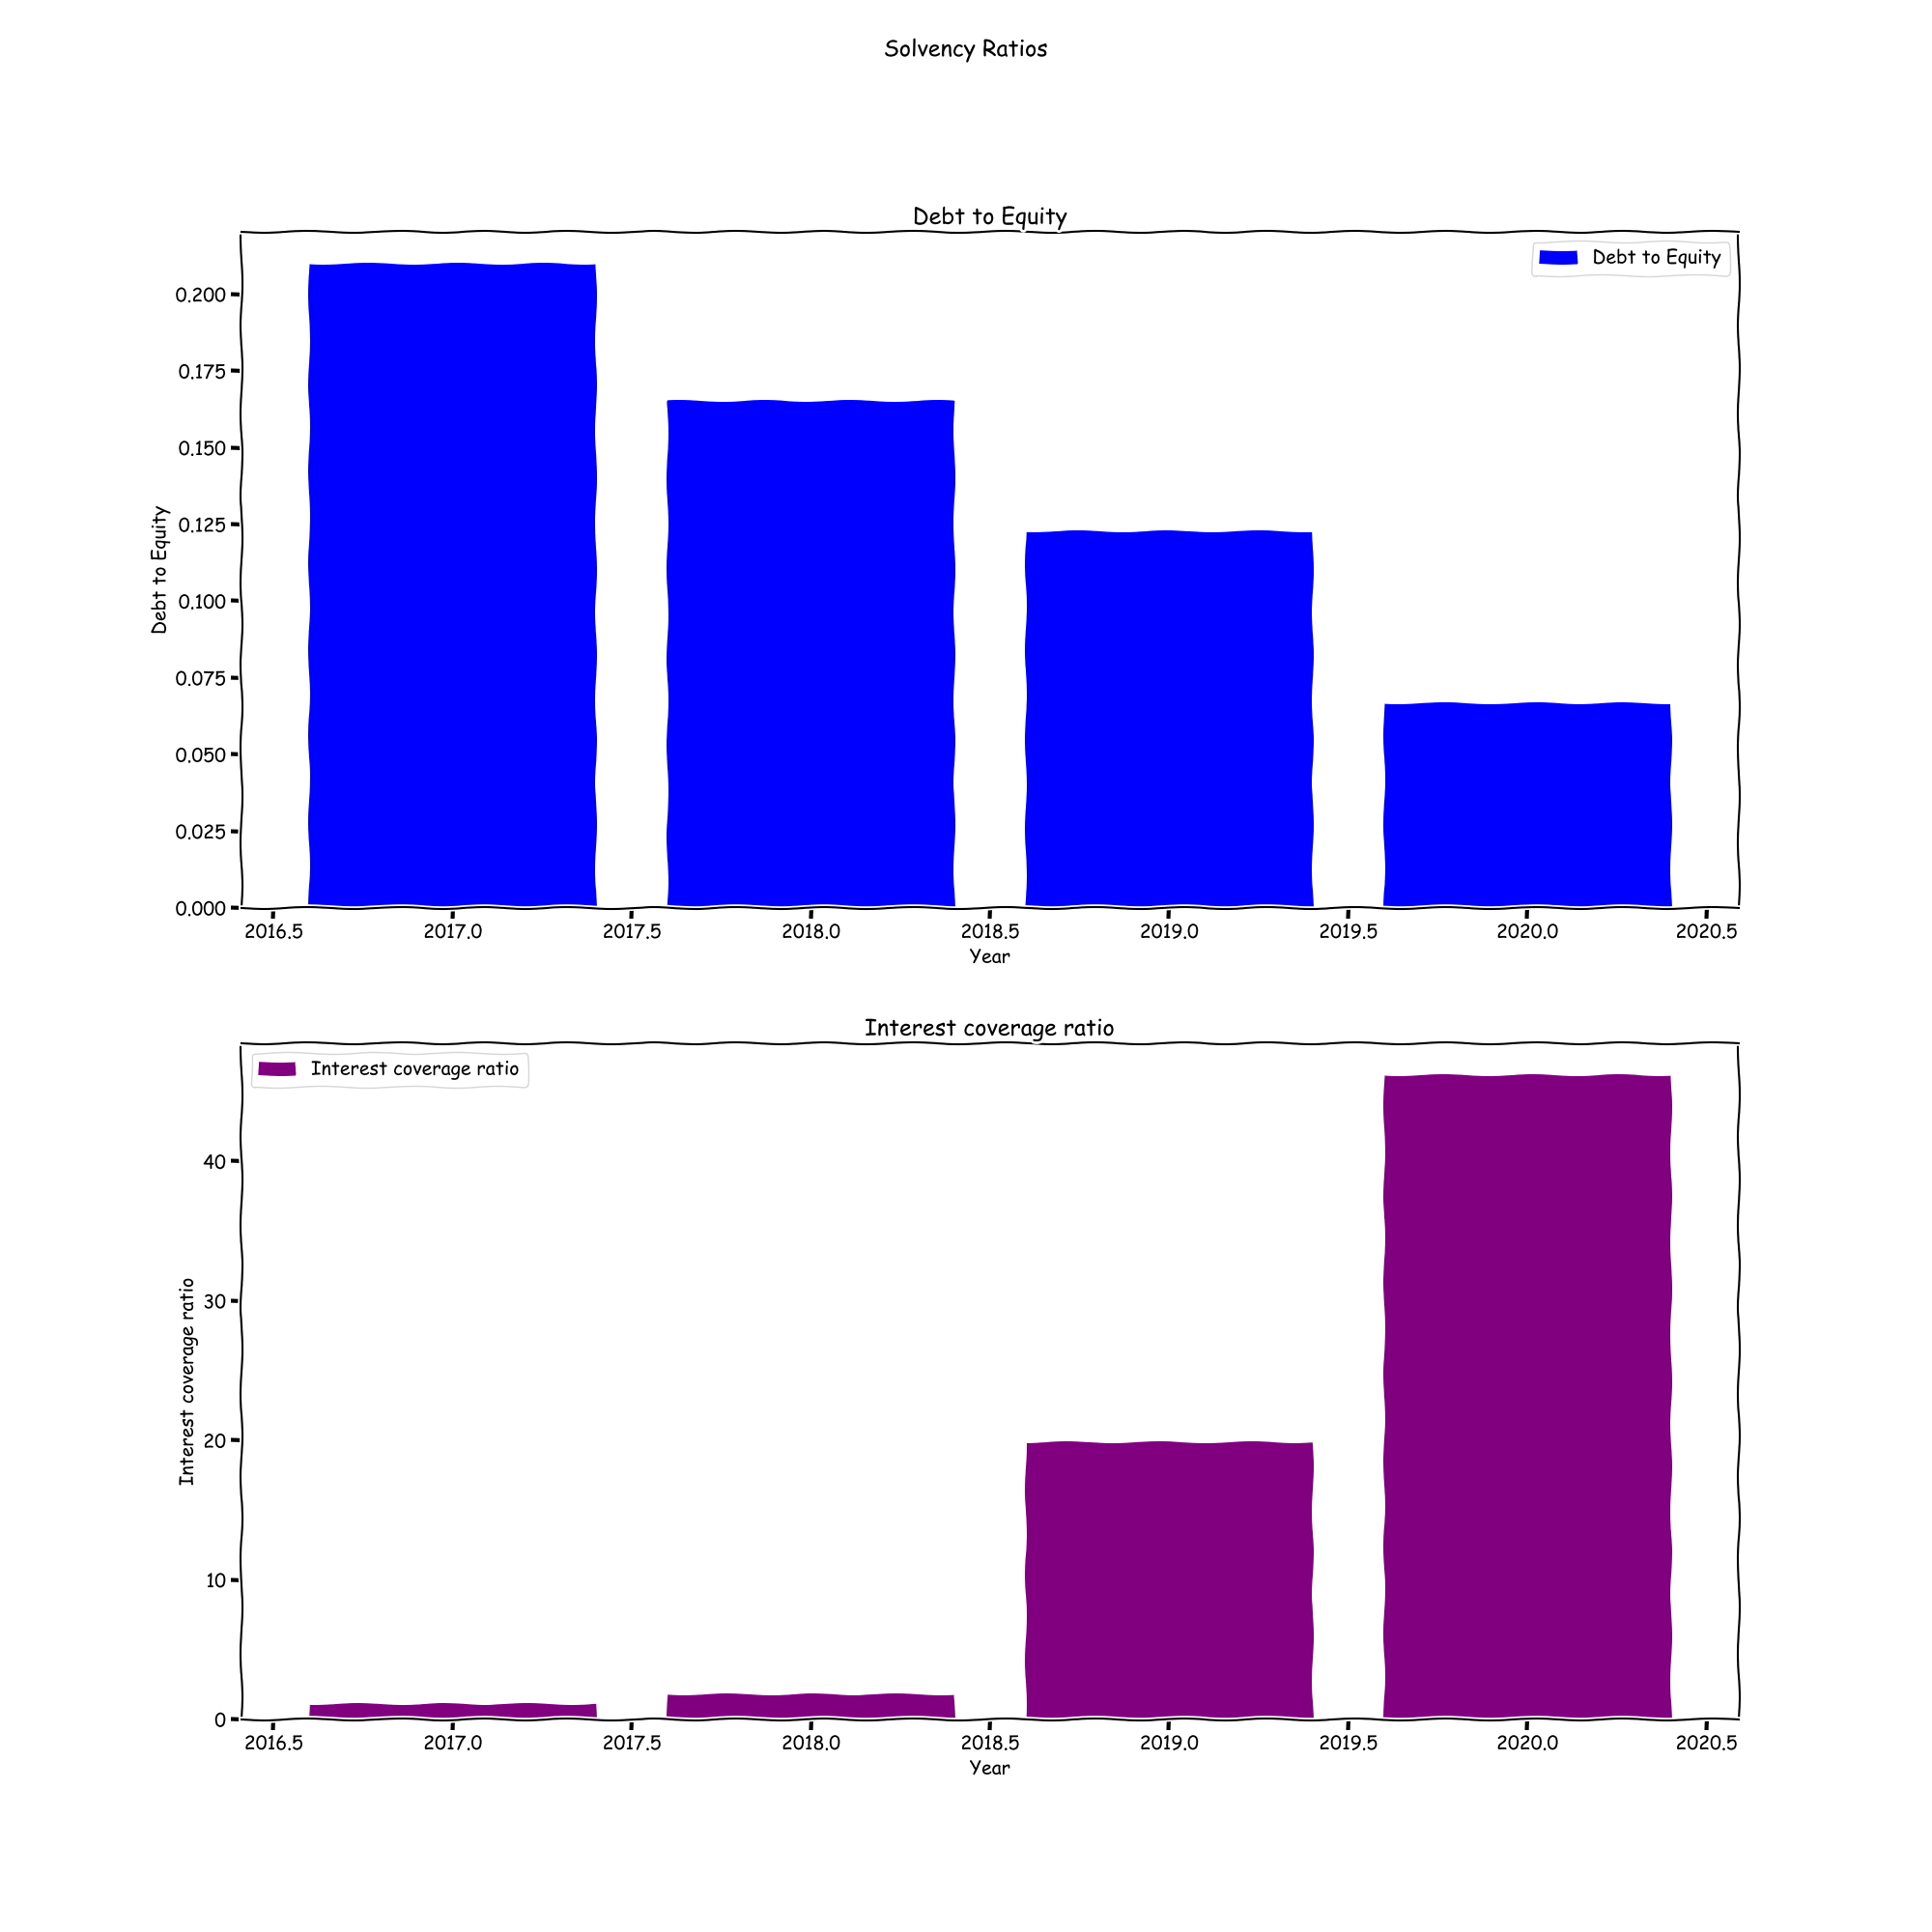 Solvency Ratios
Debt to Equity
Debt to Equity
0.200
0.175
0.150
0.125
0.100
0.075
0.050
0.025
0.000
Debt to Equity
2016.5 2017.0 2017.5 2018.0 2018.5 2019.0 2019.5 2020.0 2020.5
Year
Interest coverage ratio
Interest coverage ratio
40
30
20
10
0
Interest coverage ratio
2016.5 2017.0 2017.5 2018.0 2018.5 2019.0 2019.5 2020.0 2020.5
Year